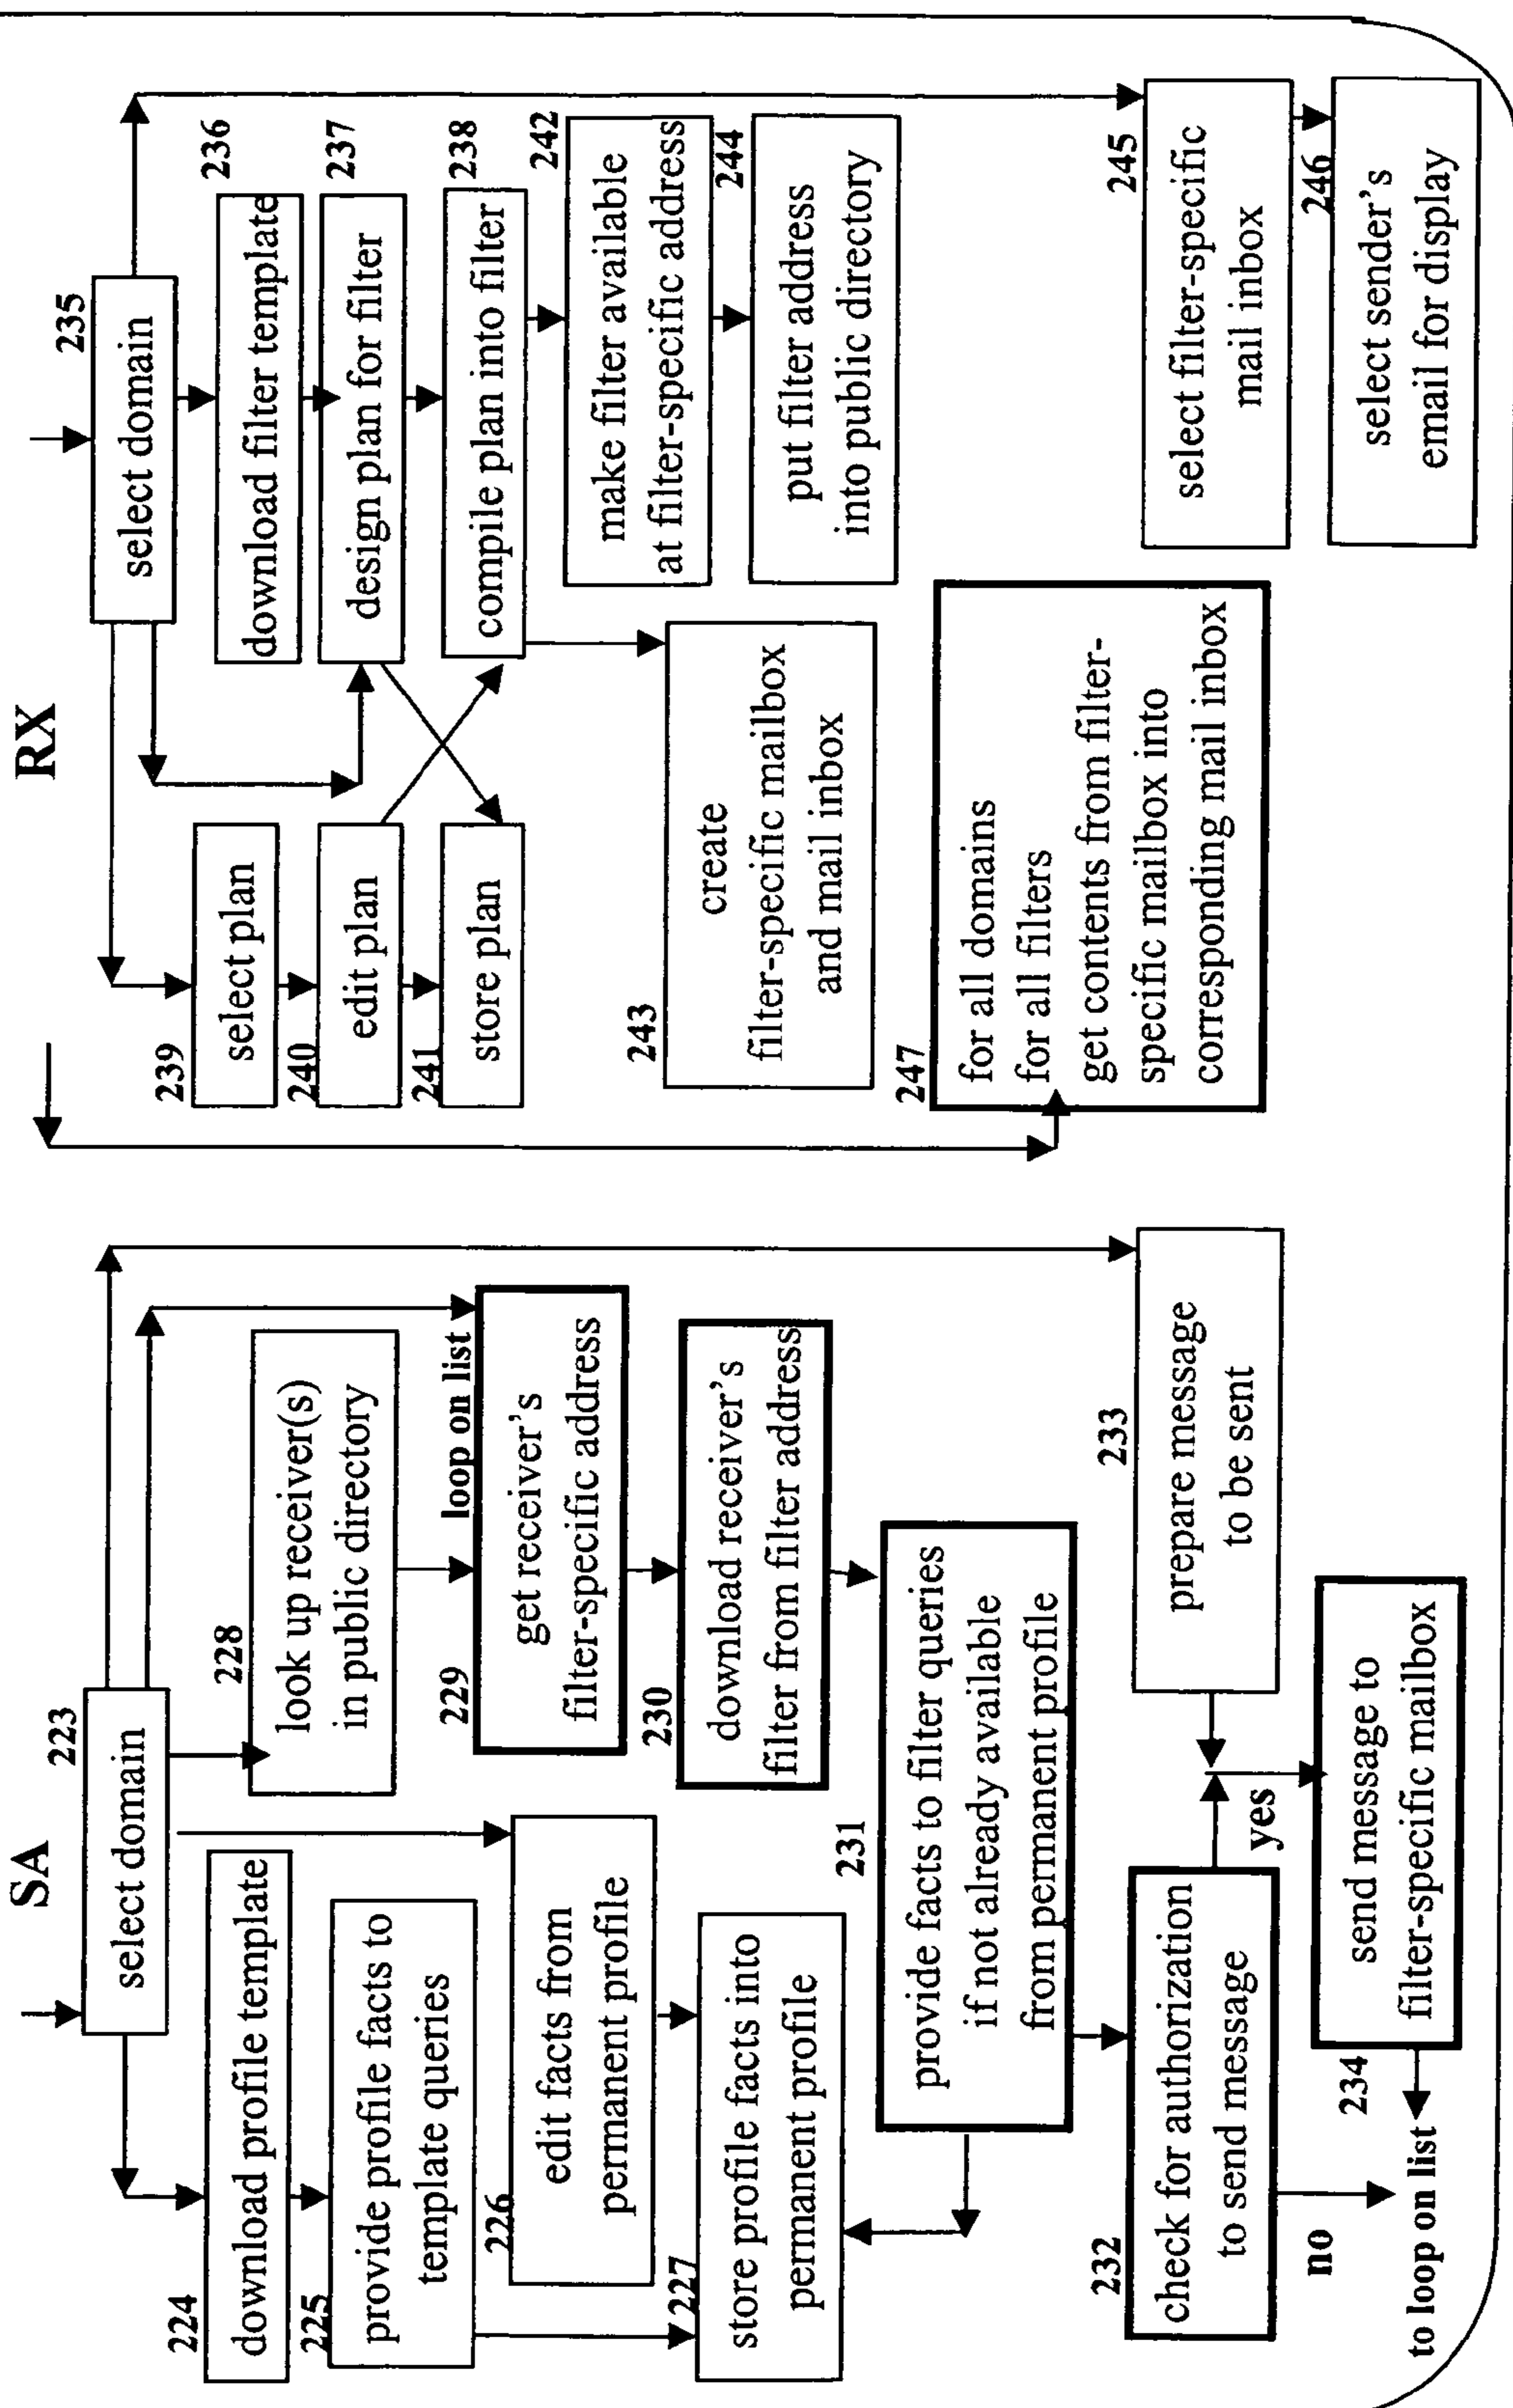 SA
223
select domain
224
download profile template
225
provide profile facts to
template queries
226
edit facts from
permanent profile
227
store profile facts into
permanent profile
228
look up receiver(s)
in public directory
loop on list
229
get receiver's
filter-specific address
230
download receiver's
filter from filter address
231
provide facts to filter queries
if not already available
from permanent profile
232
check for authorization
to send message
no
yes
233
prepare message
to be sent
234
send message to
filter-specific mailbox
to loop on list
RX
235
select domain
236
download filter template
237
design plan for filter
238
compile plan into filter
239
select plan
240
edit plan
241
store plan
242
make filter available
at filter-specific address
243
create
filter-specific mailbox
and mail inbox
244
put filter address
into public directory
245
select filter-specific
mail inbox
246
select sender's
email for display
247
for all domains
for all filters
get contents from filter-
specific mailbox into
corresponding mail inbox